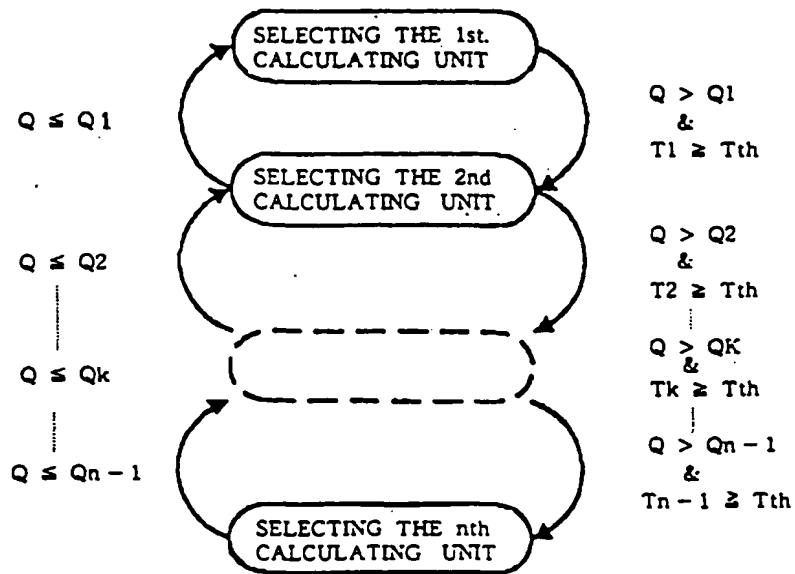 SELECTING THE 1st.
CALCULATING UNIT
Q ≦ Q1
Q > Q1
&
T1 ≧ Tth
SELECTING THE 2nd
CALCULATING UNIT
Q ≦ Q2
Q > Q2
&
T2 ≧ Tth
Q ≦ Qk
Q > QK
&
Tk ≧ Tth
Q ≦ Qn-1
Q > Qn-1
&
Tn-1 ≧ Tth
SELECTING THE nth
CALCULATING UNIT